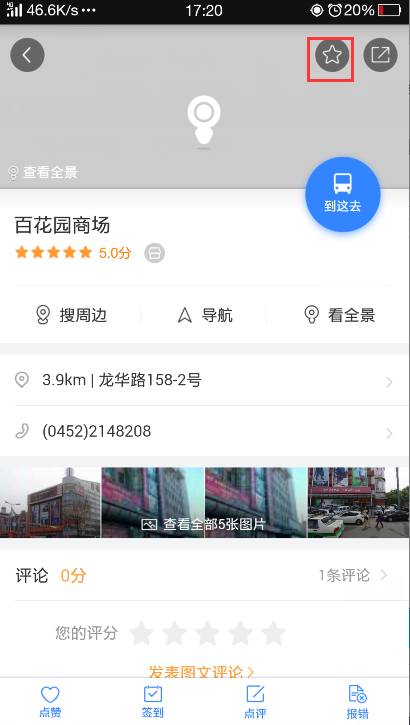 46.6K/s 17:20 20%
查看全景
到这去
百花园商场
5.0分
搜周边 导航 看全景
3.9km | 龙华路158-2号
(0452)2148208
查看全部5张图片
评论 0分 1条评论
您的评分
发表图文评论
点赞 签到 点评 报错